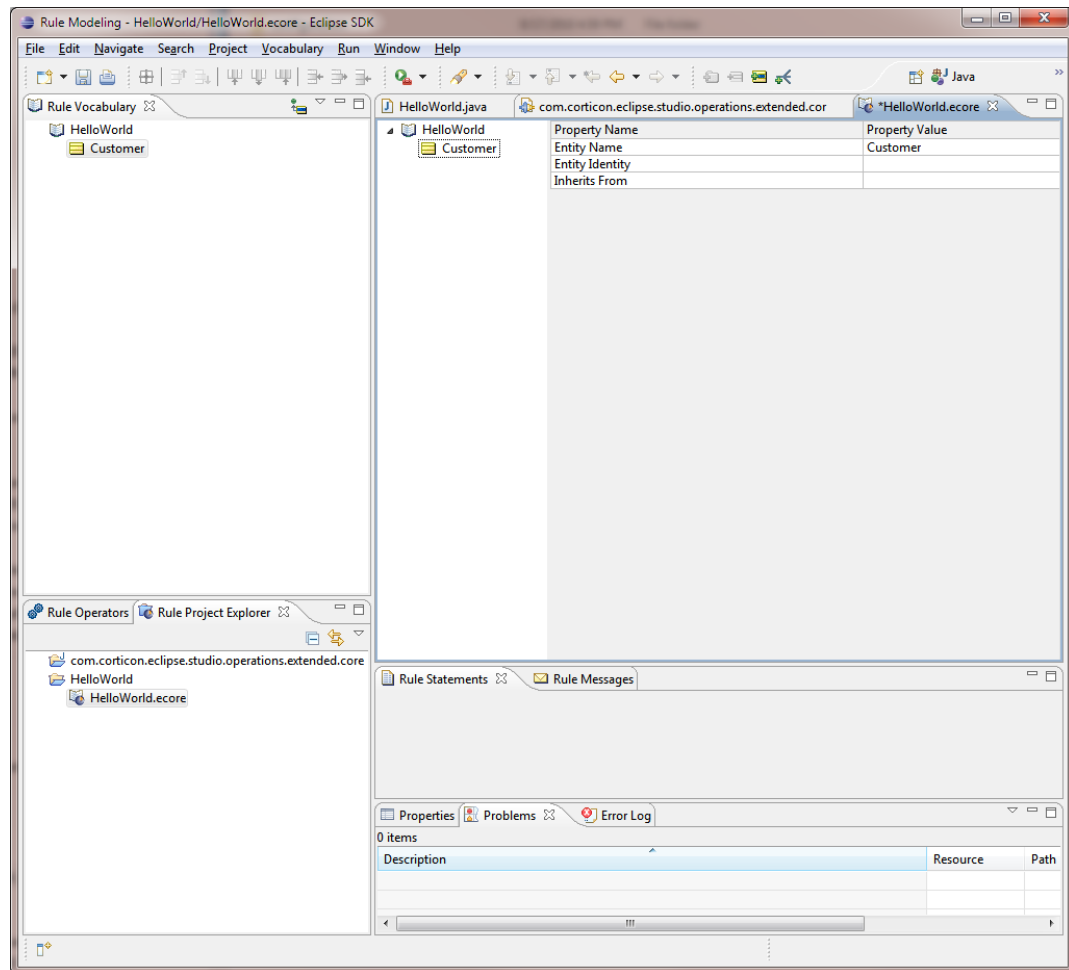 Rule Modeling - HelloWorld/HelloWorld.ecore - Eclipse SDK
File Edit Navigate Search Project Vocabulary Run Window Help
Java
»
Rule Vocabulary
HelloWorld
Customer
HelloWorld.java
com.corticon.eclipse.studio.operations.extended.cor
*HelloWorld.ecore
HelloWorld
Customer
Property Name Property Value
Entity Name Customer
Entity Identity
Inherits From
Rule Operators
Rule Project Explorer
com.corticon.eclipse.studio.operations.extended.core
HelloWorld
HelloWorld.ecore
Rule Statements
Rule Messages
Properties
Problems
Error Log
0 items
Description Resource Path